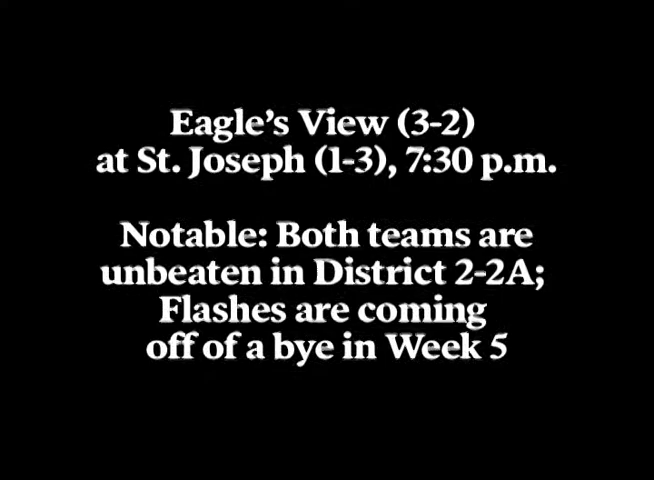 Eagle’s View (3-2)
at St. Joseph (1-3), 7:30 p.m.
Notable: Both teams are
unbeaten in District 2-2A;
Flashes are coming
off of a bye in Week 5